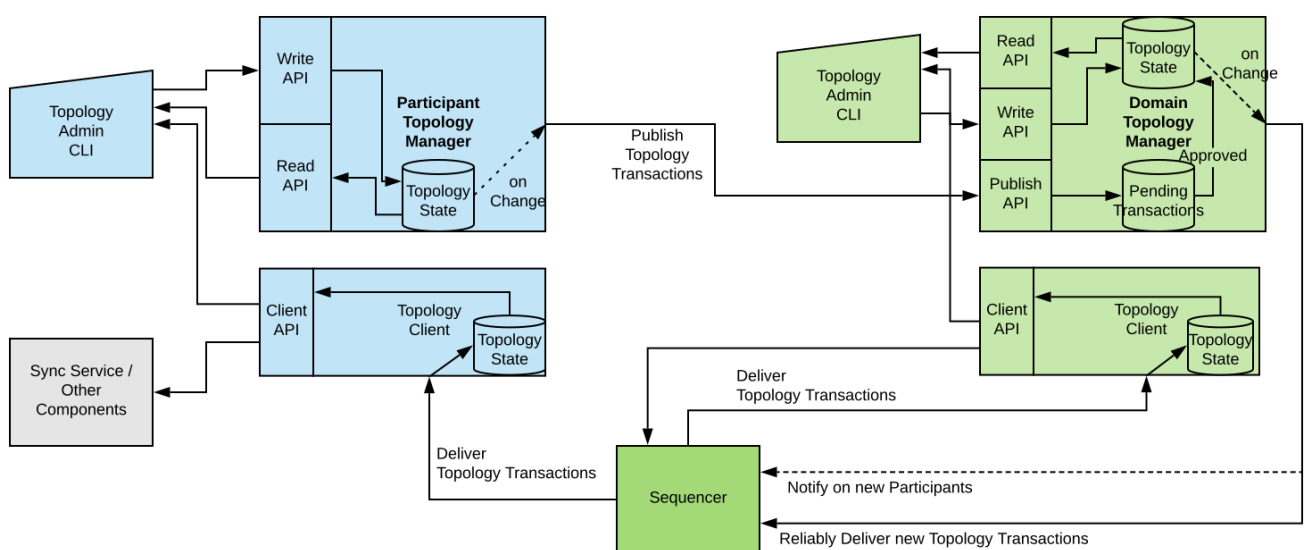 Topology
Admin
CLI
Write
API
Read
API
Participant
Topology
Manager
Topology
State
on
Change
Publish
Topology
Transactions
Topology
Admin
CLI
Read
API
Write
API
Publish
API
Topology
State
on
Change
Domain
Topology
Manager
Approved
Pending
Transactions
Client
API
Topology
Client
Topology
State
Sync Service /
Other
Components
Client
API
Topology
Client
Topology
State
Deliver
Topology Transactions
Deliver
Topology Transactions
Sequencer
Notify on new Participants
Reliably Deliver new Topology Transactions